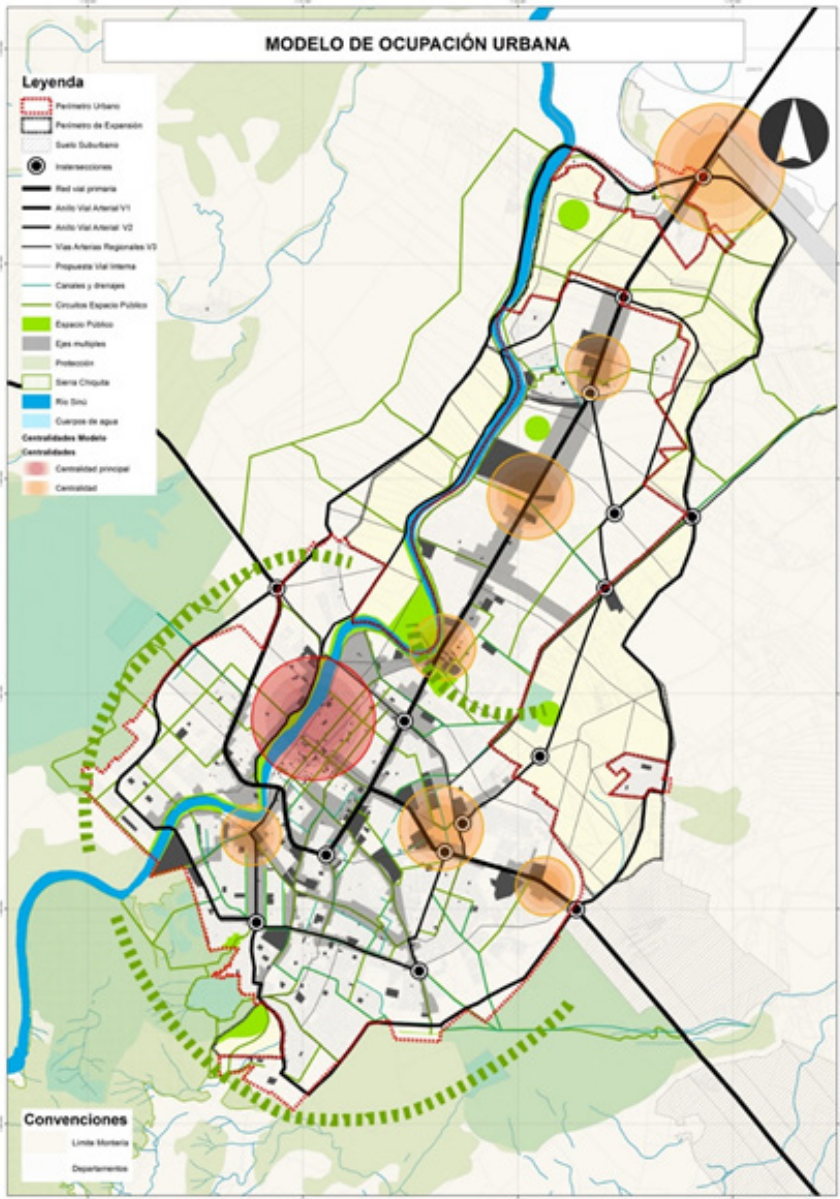 MODELO DE OCUPACIÓN URBANA
Leyenda
Perímetro Urbano
Perímetro de Expansión
Suelo Suburbano
Instersecciones
Red vial primaria
Anillo Vial Arterial V1
Anillo Vial Arterial V2
Vías Arterias Regionales V3
Propuesta Vial Interna
Canales y drenajes
Circuitos Espacio Público
Espacio Público
Ejes multiples
Protección
Sierra Chiquita
Río Sinú
Cuerpos de agua
Centralidades Modelo
Centralidades
Centralidad principal
Centralidad
Convenciones
Limite Montería
Departamentos